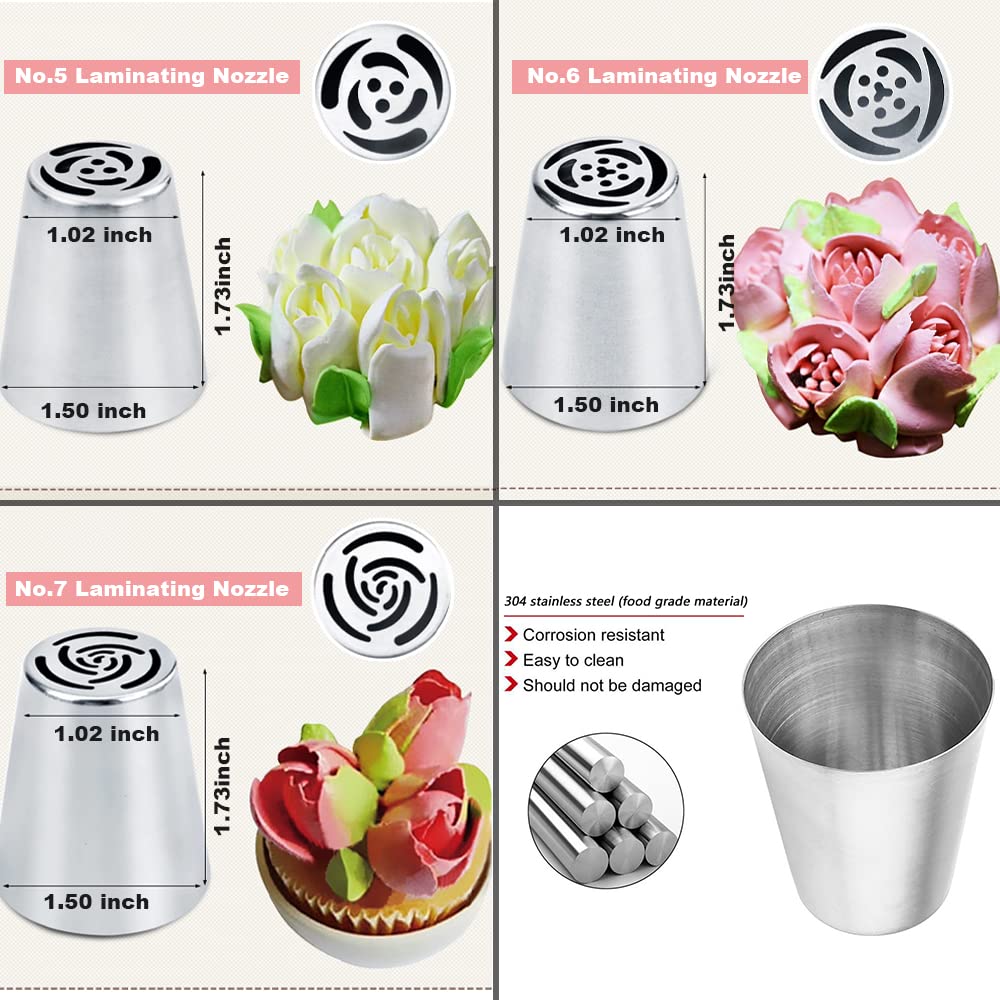 No.5 Laminating Nozzle
1.02 inch
1.73inch
1.50 inch
No.6 Laminating Nozzle
1.02 inch
1.73inch
1.50 inch
No.7 Laminating Nozzle
1.02 inch
1.73inch
1.50 inch
304 stainless steel (food grade material)
Corrosion resistant
Easy to clean
Should not be damaged